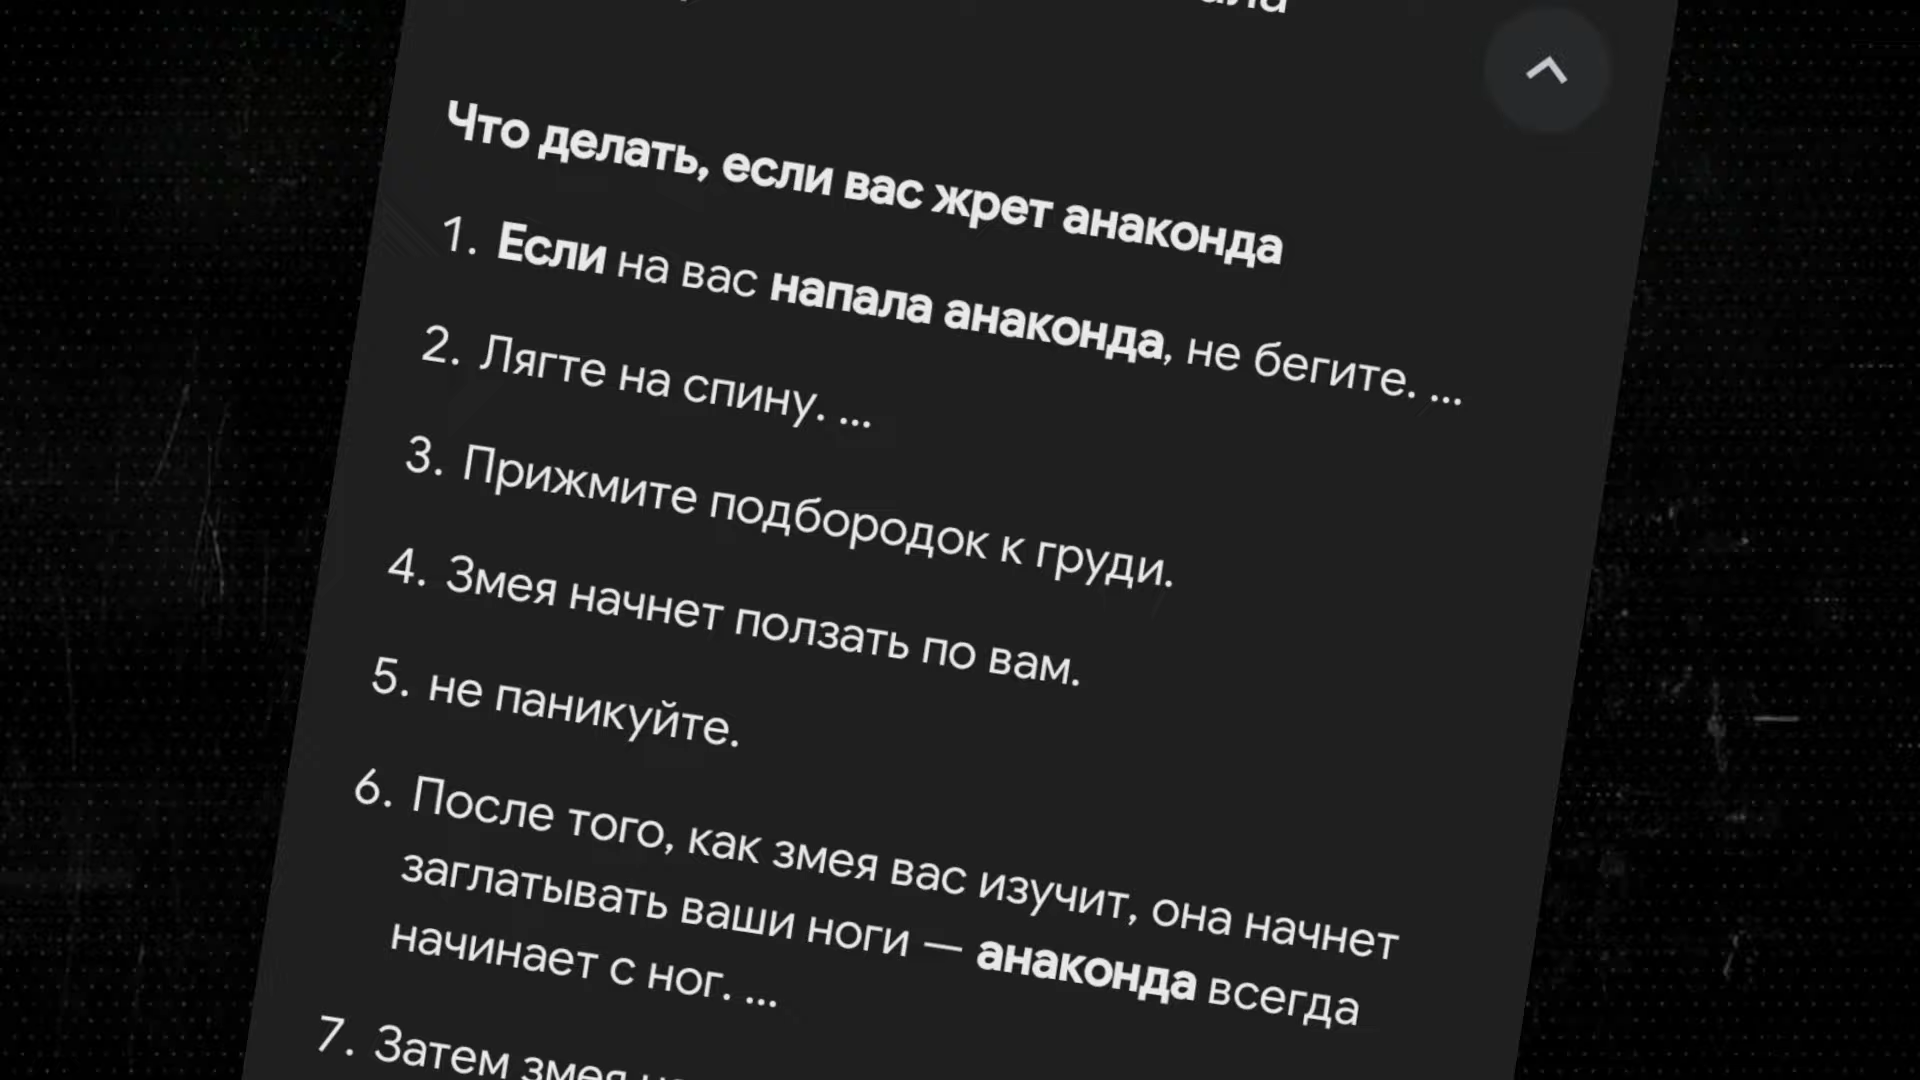 Что делать, если вас жрет анаконда
1. Если на вас напала анаконда, не бегите. ...
2. Лягте на спину. ...
3. Прижмите подбородок к груди.
4. Змея начнет ползать по вам.
5. не паникуйте.
6. После того, как змея вас изучит, она начнет
заглатывать ваши ноги — анаконда всегда
начинает с ног. ...
7. Затем змея